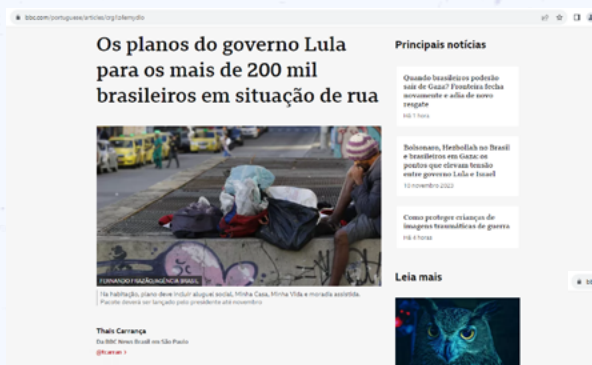 Os planos do governo Lula
para os mais de 200 mil
brasileiros em situação de rua
FERNANDO FRAZÃO/AGÊNCIA BRASIL
Na habitação, plano deve incluir aluguel social, Minha Casa, Minha Vida e moradia assistida.
Pacote deverá ser lançado pelo presidente até novembro
Thais Carrança
Da BBC News Brasil em São Paulo
Principais notícias
Quando brasileiros poderão
sair de Gaza? Fronteira fecha
novamente e adia de novo
resgate
Há 1 hora
Bolsonaro, Hezbollah no Brasil
e brasileiros em Gaza: os
pontos que elevam tensão
entre governo Lula e Israel
10 novembro 2023
Como proteger crianças de
imagens traumáticas de guerra
Há 4 horas
Leia mais